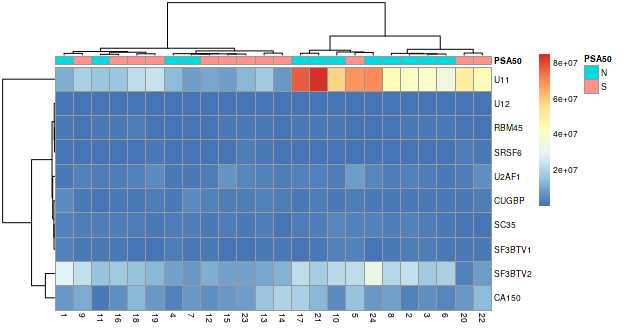 PSA50
U11
U12
RBM45
SRSF6
U2AF1
CUGBP
SC35
SF3BTV1
SF3BTV2
CA150
1 9 11 16 18 19 4 7 12 15 23 13 14 17 21 10 5 24 8 2 3 6 20 22
8e+07
6e+07
4e+07
2e+07
PSA50
N
S